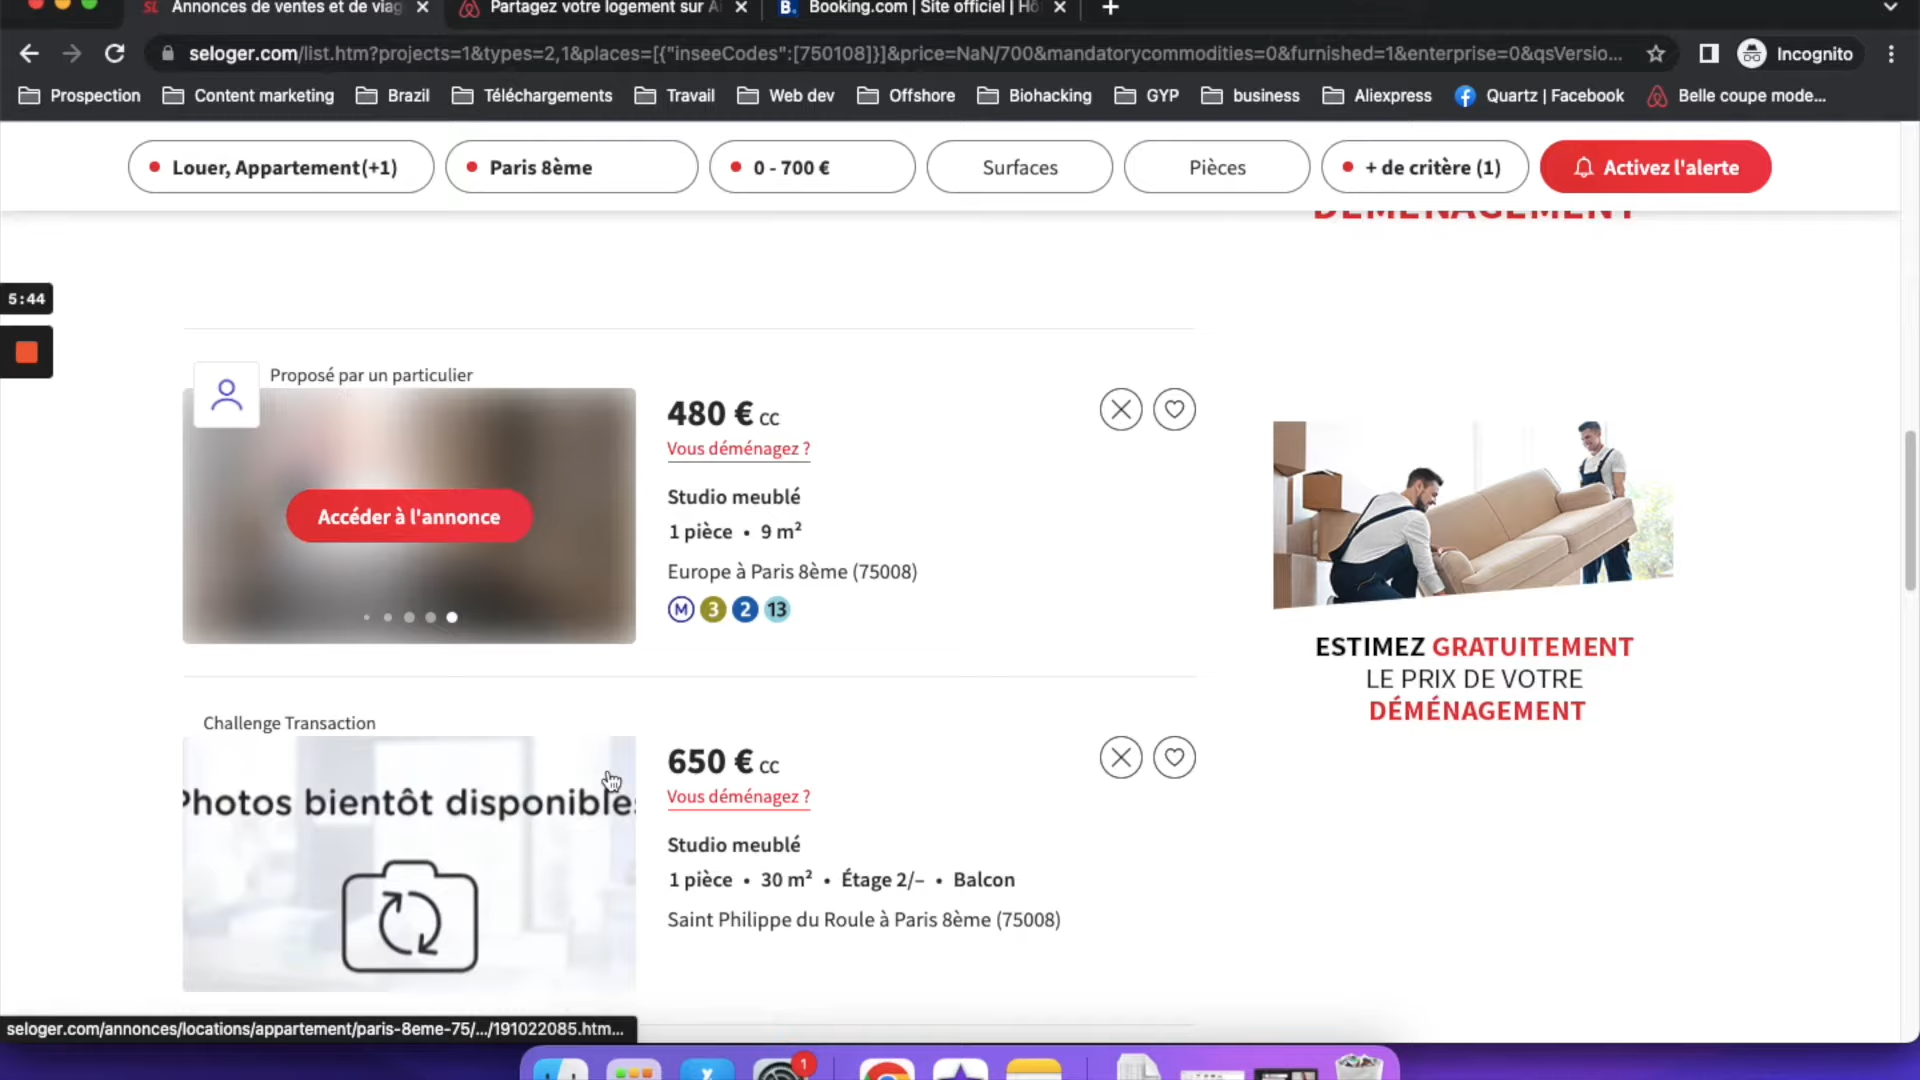 Annonces de ventes et de viag
Partagez votre logement sur Ai
B. Booking.com | Site officiel | Hô
seloger.com/list.htm?projects=1&types=2,1&places=[{"inseeCodes":[750108]}]&price=NaN/700&mandatorycommodities=0&furnished=1&enterprise=0&qsVersio...
Incognito
Prospection
Content marketing
Brazil
Téléchargements
Travail
Web dev
Offshore
Biohacking
GYP
business
Aliexpress
Quartz | Facebook
Belle coupe mode...
Louer, Appartement(+1)
Paris 8ème
0 - 700 €
Surfaces
Pièces
+ de critère (1)
Activez l'alerte
DÉMÉNAGEMENT
5:44
Proposé par un particulier
Accéder à l'annonce
480 € cc
Vous déménagez ?
Studio meublé
1 pièce • 9 m²
Europe à Paris 8ème (75008)
M 3 2 13
ESTIMEZ GRATUITEMENT
LE PRIX DE VOTRE
DÉMÉNAGEMENT
Challenge Transaction
Photos bientôt disponibles
650 € cc
Vous déménagez ?
Studio meublé
1 pièce • 30 m² • Étage 2/– • Balcon
Saint Philippe du Roule à Paris 8ème (75008)
seloger.com/annonces/locations/appartement/paris-8eme-75/.../191022085.htm...
1